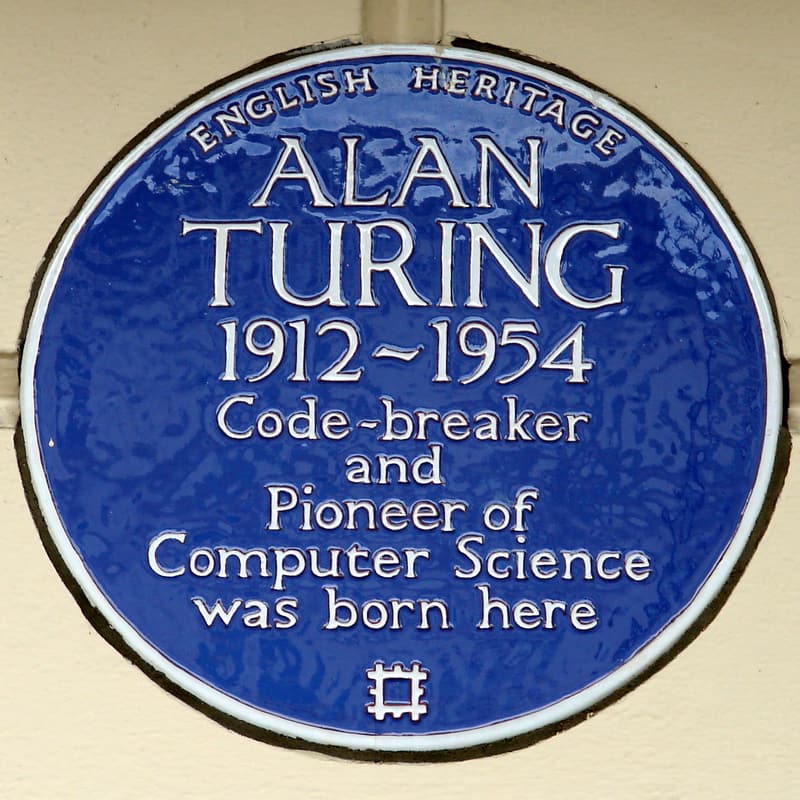 ENGLISH HERITAGE
ALAN
TURING
1912~1954
Code-breaker
and
Pioneer of
Computer Science
was born here